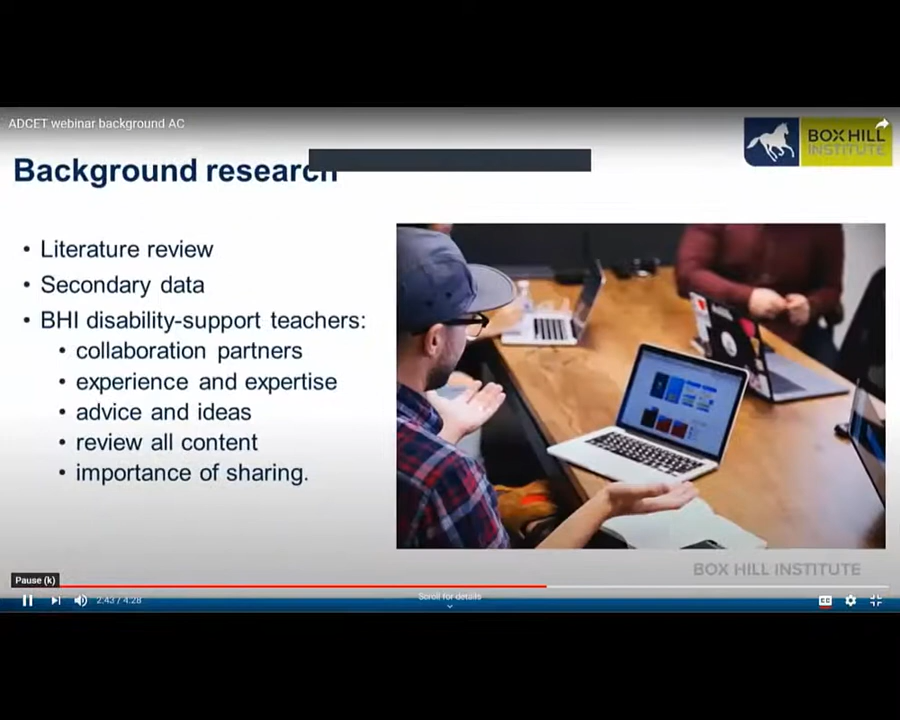 ADCET webinar background AC
BOX HILL
INSTITUTE
Background research
• Literature review
• Secondary data
• BHI disability-support teachers:
• collaboration partners
• experience and expertise
• advice and ideas
• review all content
• importance of sharing.
BOX HILL INSTITUTE
Pause (k)
2:43 / 4:28
Scroll for details
CC